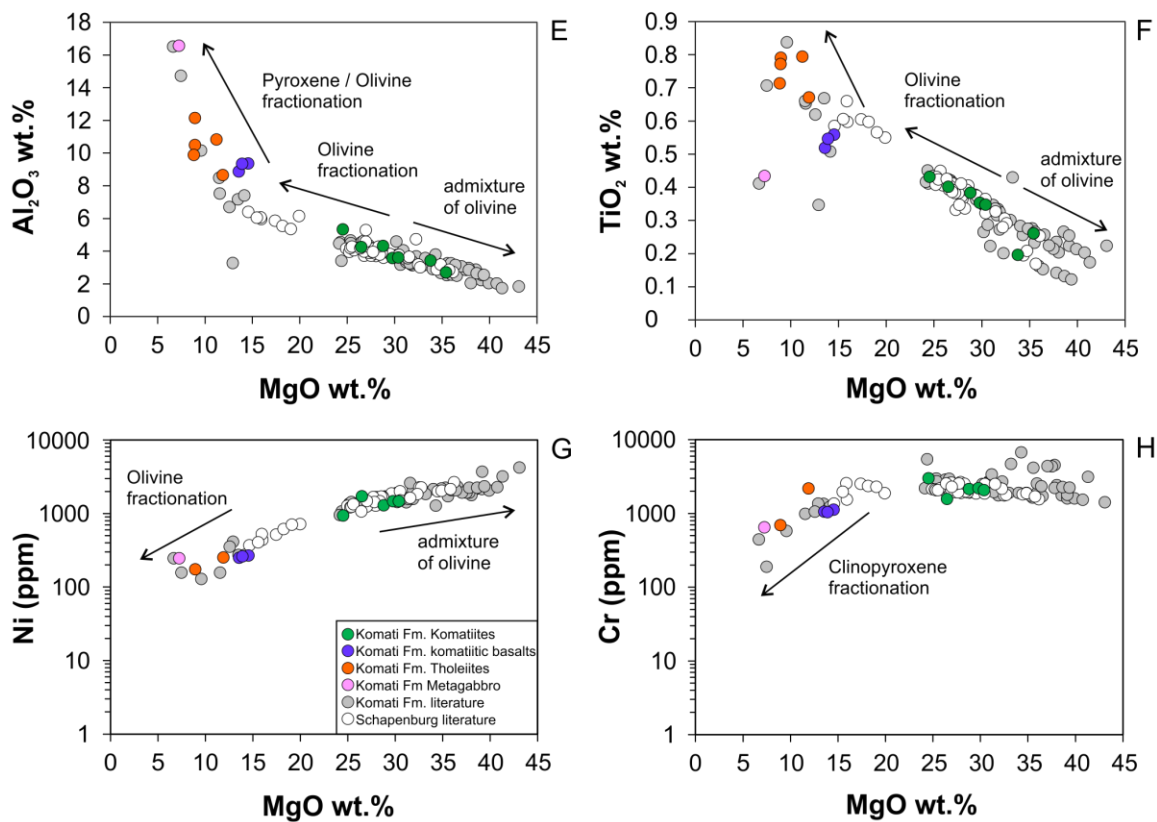 E
18
16
14
12
10
8
6
4
2
0
Al₂O₃ wt.%
Pyroxene / Olivine
fractionation
Olivine
fractionation
admixture
of olivine
0 5 10 15 20 25 30 35 40 45
MgO wt.%
F
0.9
0.8
0.7
0.6
0.5
0.4
0.3
0.2
0.1
0
TiO₂ wt.%
Olivine
fractionation
admixture
of olivine
0 5 10 15 20 25 30 35 40 45
MgO wt.%
G
10000
1000
100
10
1
Ni (ppm)
Olivine
fractionation
admixture
of olivine
Komati Fm. Komatiites
Komati Fm. komatiitic basalts
Komati Fm. Tholeiites
Komati Fm Metagabbro
Komati Fm. literature
Schapenburg literature
0 5 10 15 20 25 30 35 40 45
MgO wt.%
H
10000
1000
100
10
1
Cr (ppm)
Clinopyroxene
fractionation
0 5 10 15 20 25 30 35 40 45
MgO wt.%